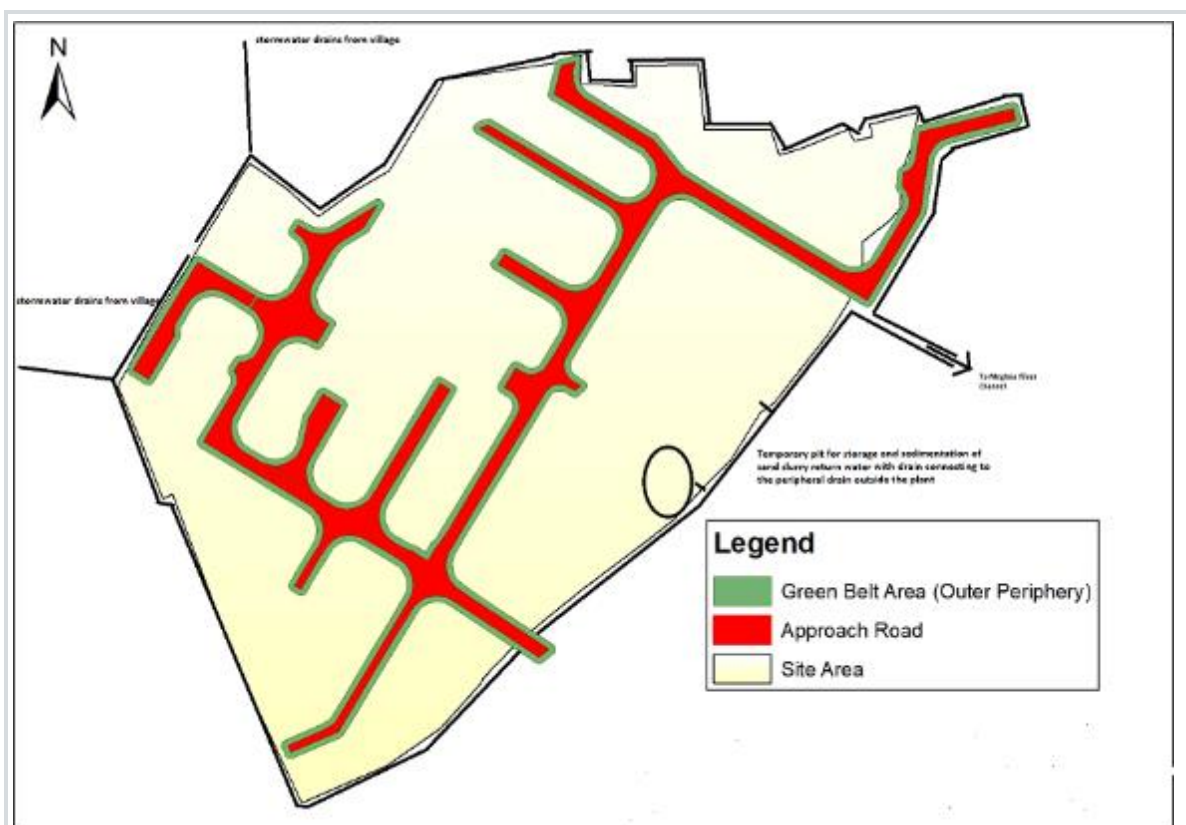 N
stormwater drains from village
stormwater drains from village
Temporary pit for storage and sedimentation of
sand slurry return water with drain connecting to
the peripheral drain outside the plant
Legend
Green Belt Area (Outer Periphery)
Approach Road
Site Area